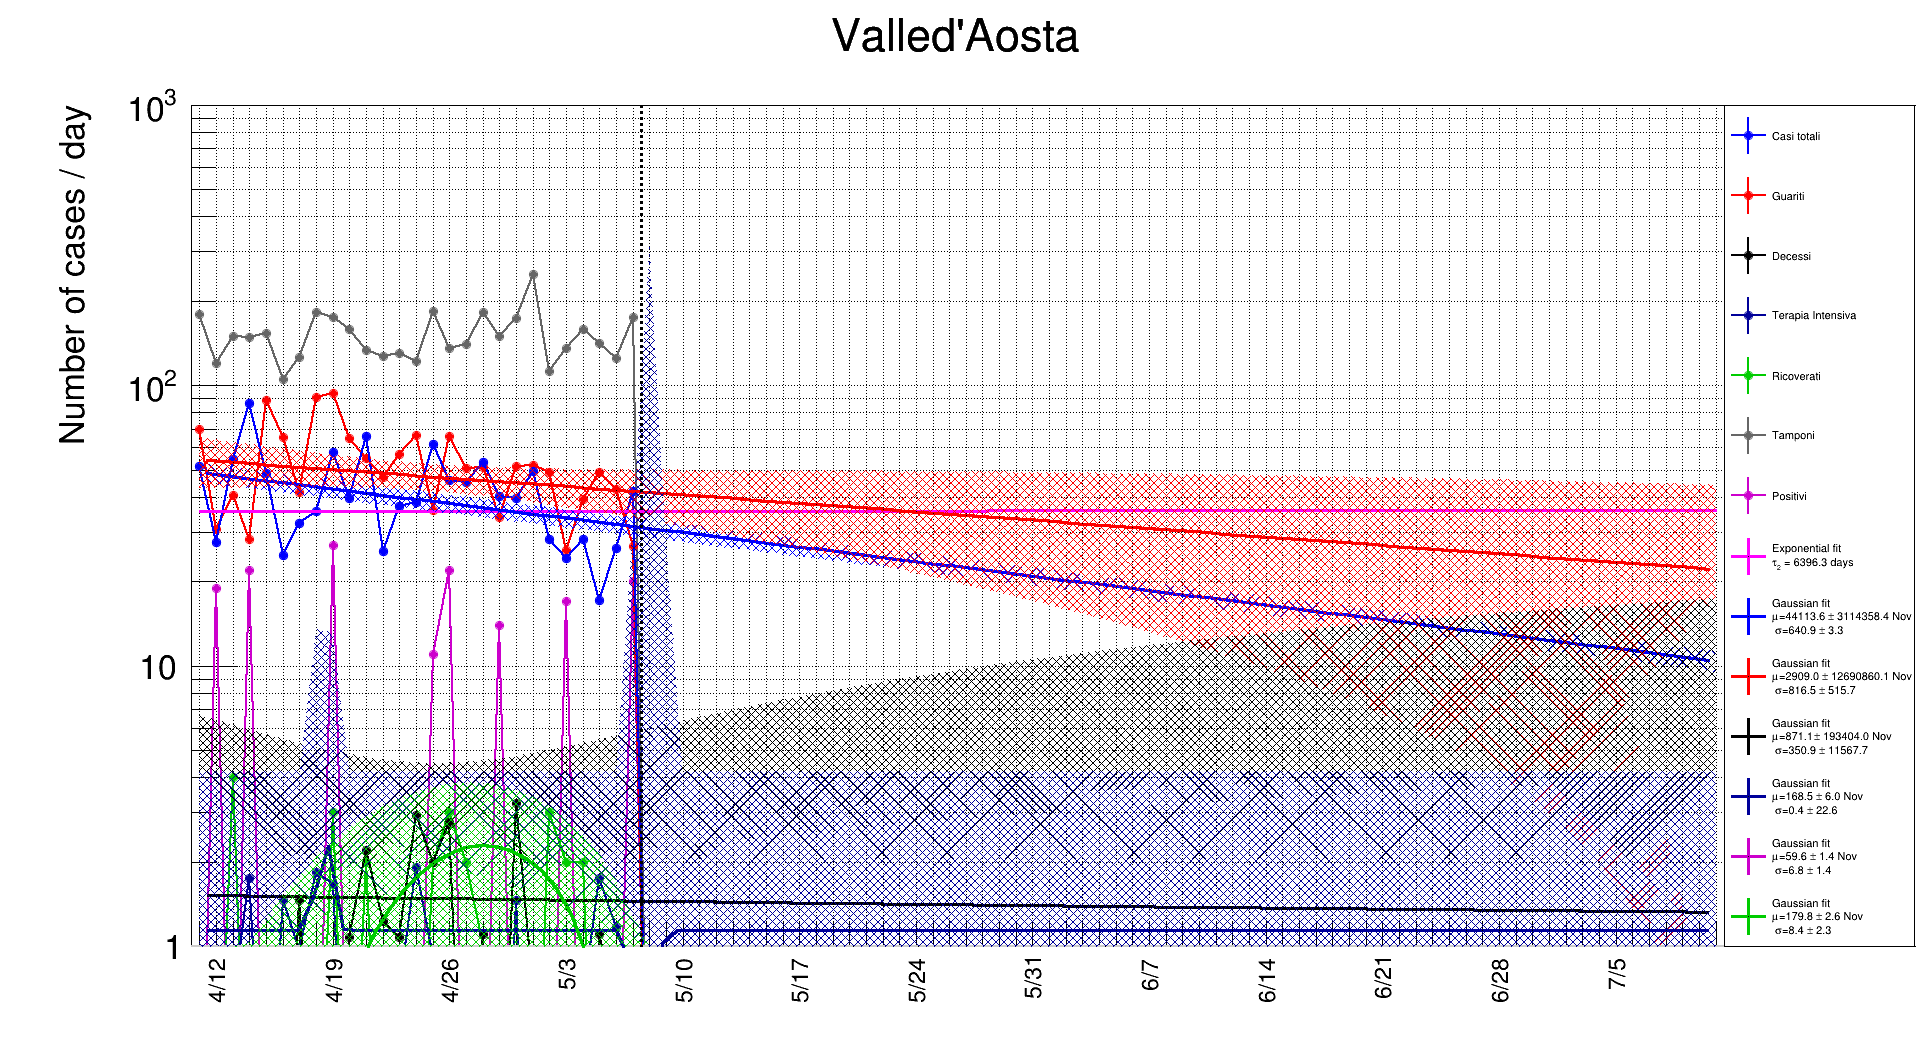 Valled'Aosta
Number of cases / day
10³
10²
10
1
4/12
4/19
4/26
5/3
5/10
5/17
5/24
5/31
6/7
6/14
6/21
6/28
7/5
Casi totali
Guariti
Decessi
Terapia Intensiva
Ricoverati
Tamponi
Positivi
Exponential fit
τ₂ = 6396.3 days
Gaussian fit
μ=44113.6 ± 3114358.4 Nov
σ=640.9 ± 3.3
Gaussian fit
μ=2909.0 ± 12690860.1 Nov
σ=816.5 ± 515.7
Gaussian fit
μ=871.1 ± 193404.0 Nov
σ=350.9 ± 11567.7
Gaussian fit
μ=168.5 ± 6.0 Nov
σ=0.4 ± 22.6
Gaussian fit
μ=59.6 ± 1.4 Nov
σ=6.8 ± 1.4
Gaussian fit
μ=179.8 ± 2.6 Nov
σ=8.4 ± 2.3